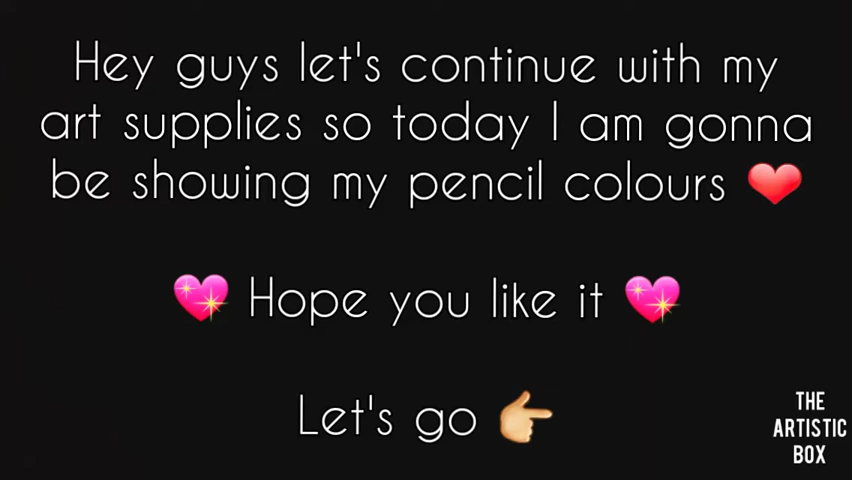 Hey guys let's continue with my
art supplies so today I am gonna
be showing my pencil colours ❤️
💖 Hope you like it 💖
Let's go 👉
THE
ARTISTIC
BOX